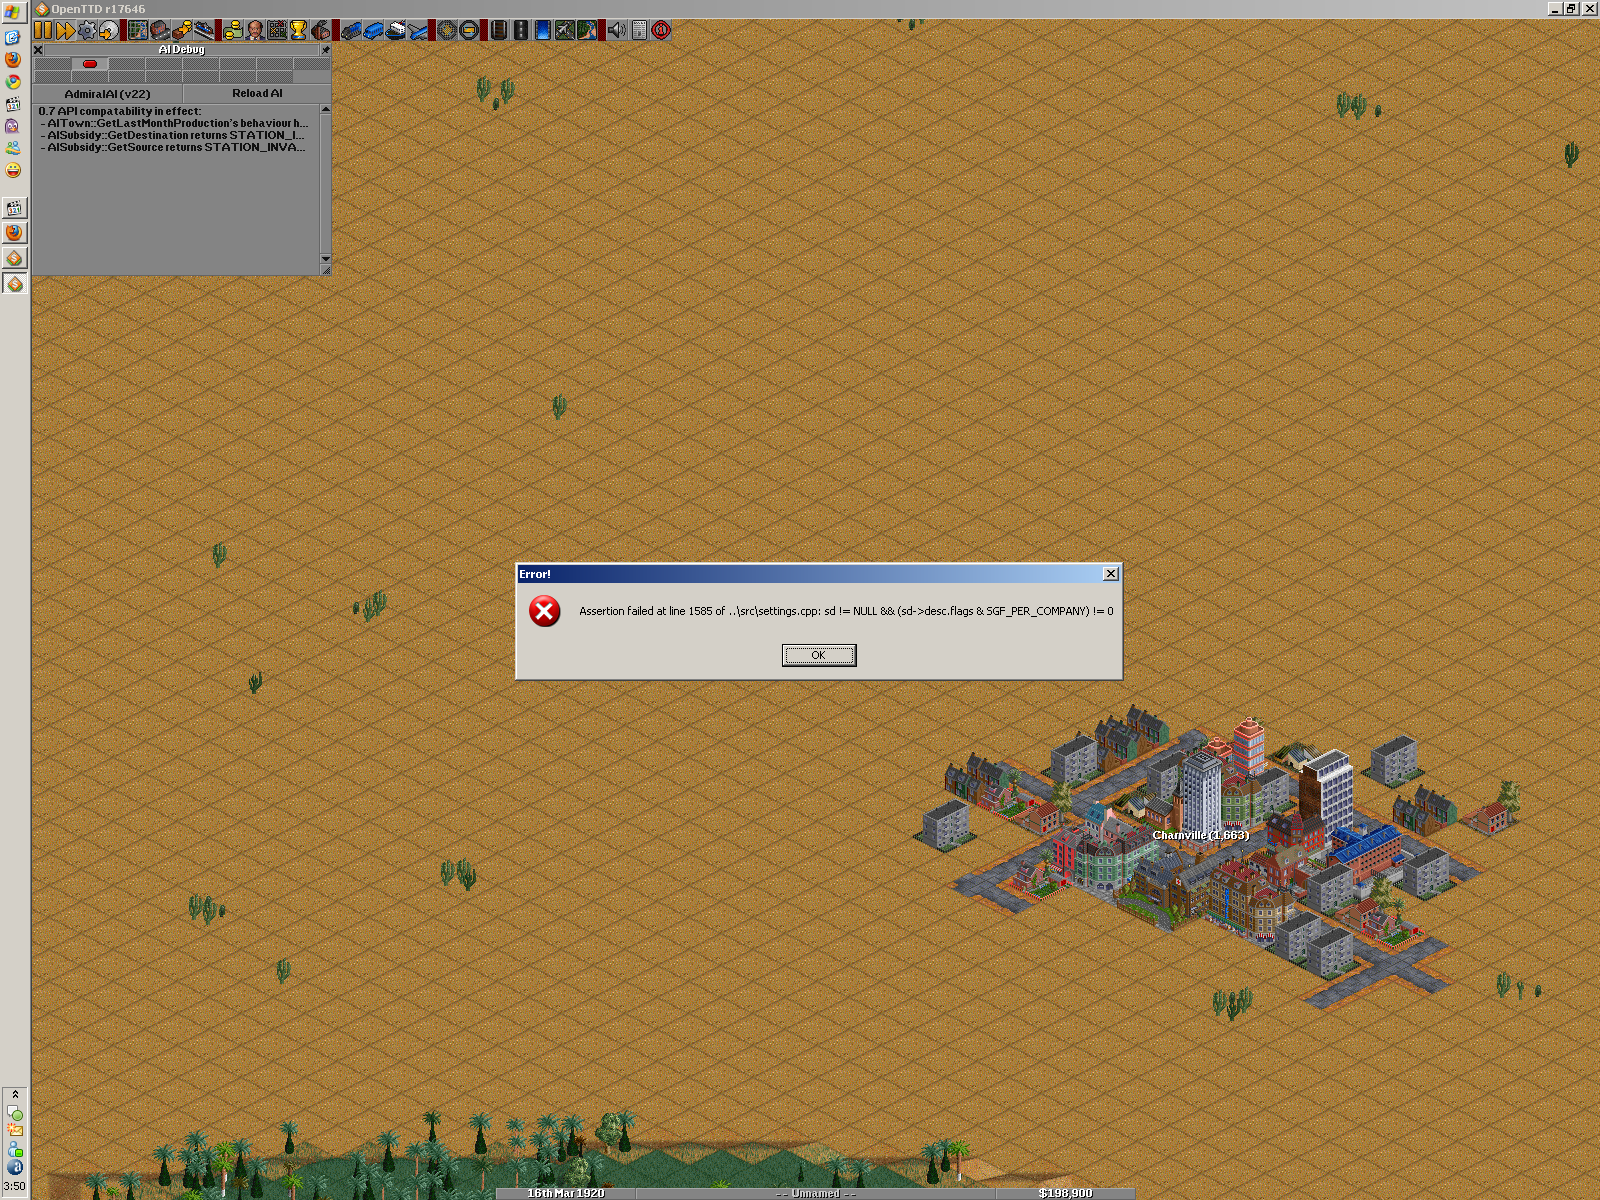 OpenTTD r17646
AI Debug
AdmiralAI (v22)
Reload AI
0.7 API compatability in effect:
- AITown::GetLastMonthProduction's behaviour h...
- AISubsidy::GetDestination returns STATION_I...
- AISubsidy::GetSource returns STATION_INVA...
Error!
Assertion failed at line 1585 of ..\src\settings.cpp: sd != NULL && (sd->desc.flags & SGF_PER_COMPANY) != 0
OK
Charnville (1,663)
3:50
16th Mar 1920
-- Unnamed --
$198,900